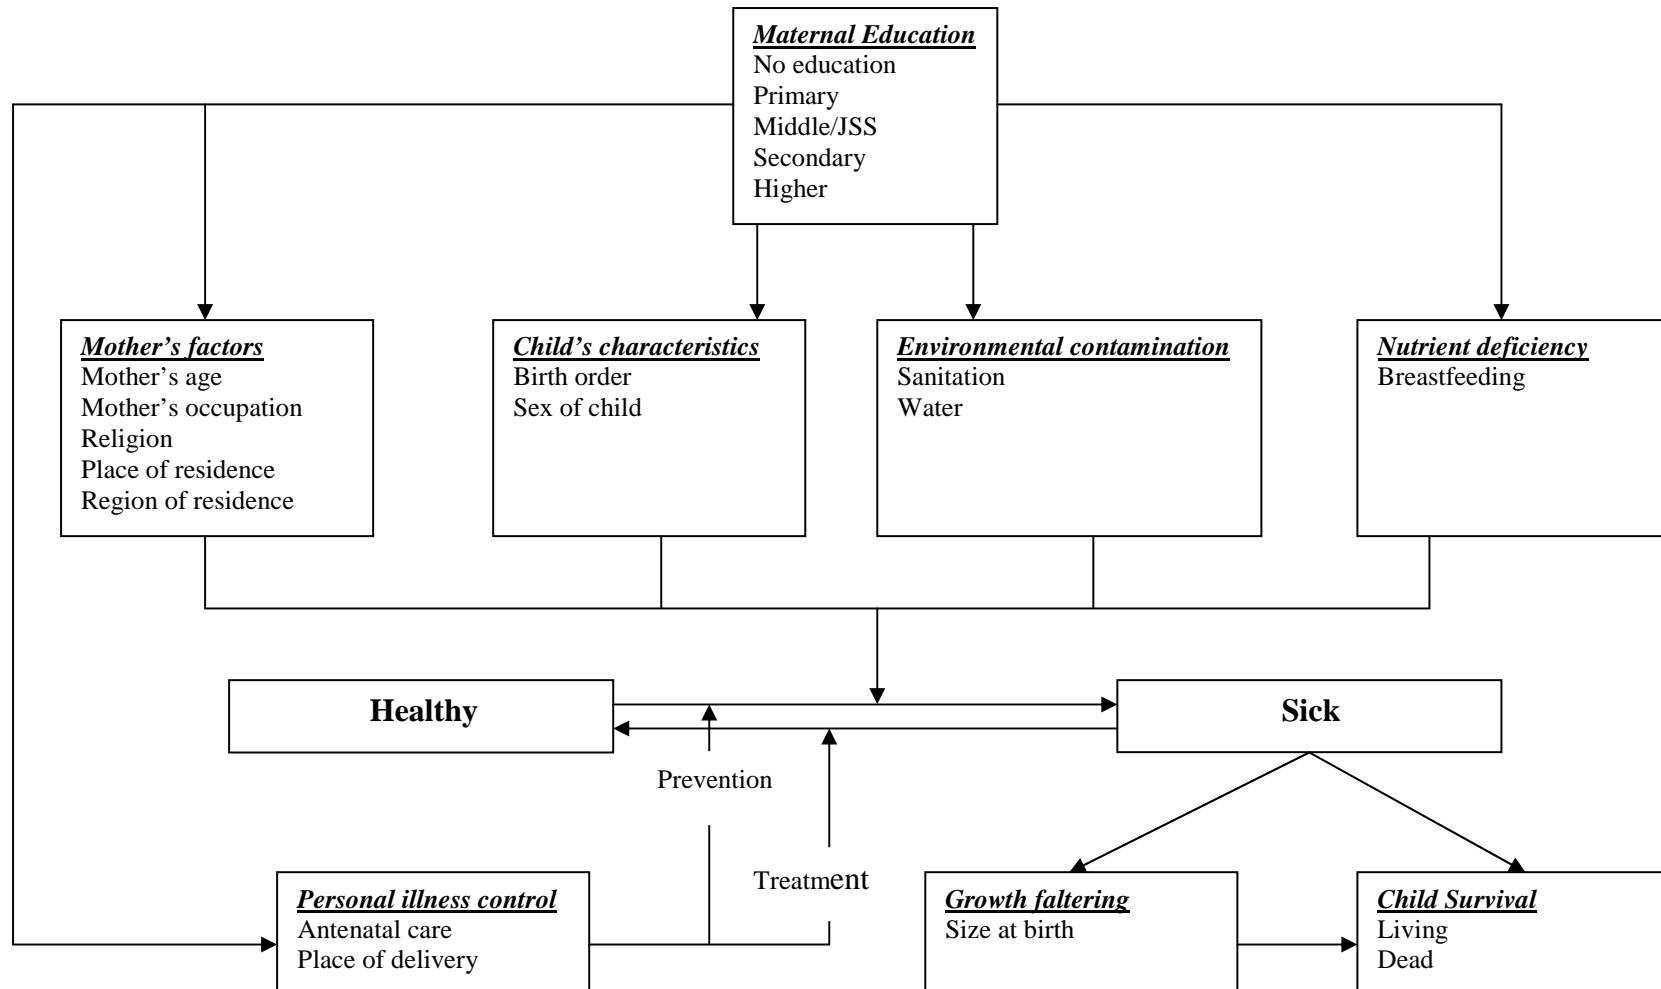 Maternal Education
No education
Primary
Middle/JSS
Secondary
Higher
Mother's factors
Mother's age
Mother's occupation
Religion
Place of residence
Region of residence
Child's characteristics
Birth order
Sex of child
Environmental contamination
Sanitation
Water
Nutrient deficiency
Breastfeeding
Healthy
Sick
Prevention
Treatment
Personal illness control
Antenatal care
Place of delivery
Growth faltering
Size at birth
Child Survival
Living
Dead